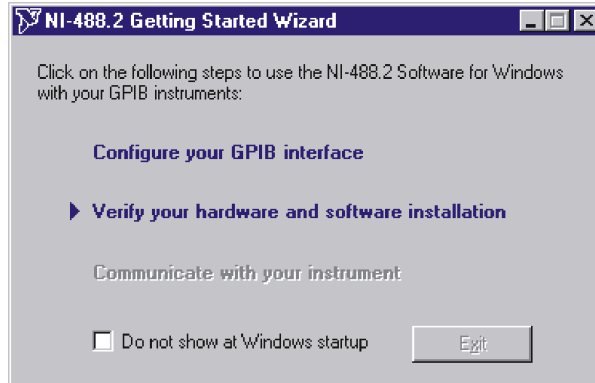 NI-488.2 Getting Started Wizard
Click on the following steps to use the NI-488.2 Software for Windows
with your GPIB instruments:
Configure your GPIB interface
Verify your hardware and software installation
Communicate with your instrument
Do not show at Windows startup
Exit